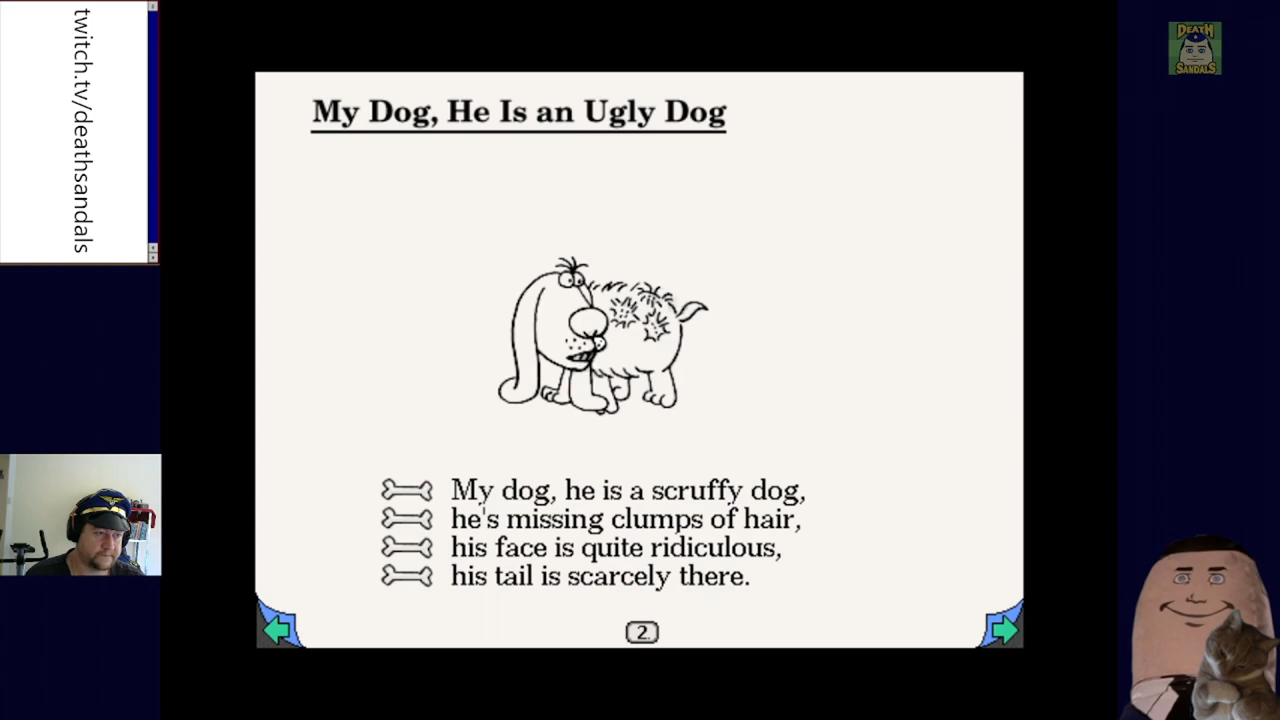 twitch.tv/deathsandals
DEATH
SANDALS
My Dog, He Is an Ugly Dog
My dog, he is a scruffy dog,
he's missing clumps of hair,
his face is quite ridiculous,
his tail is scarcely there.
2